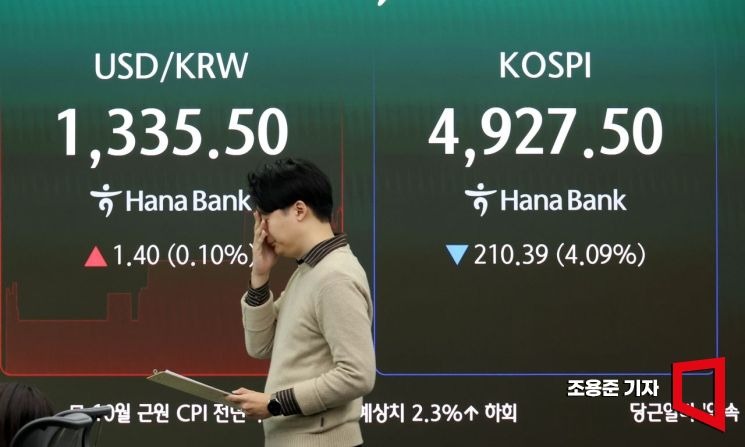 USD/KRW
1,335.50
Hana Bank
▲ 1.40 (0.10%)
KOSPI
4,927.50
Hana Bank
▼ 210.39 (4.09%)
조용준 기자
10월 근원 CPI 전년
예상치 2.3%↑ 하회